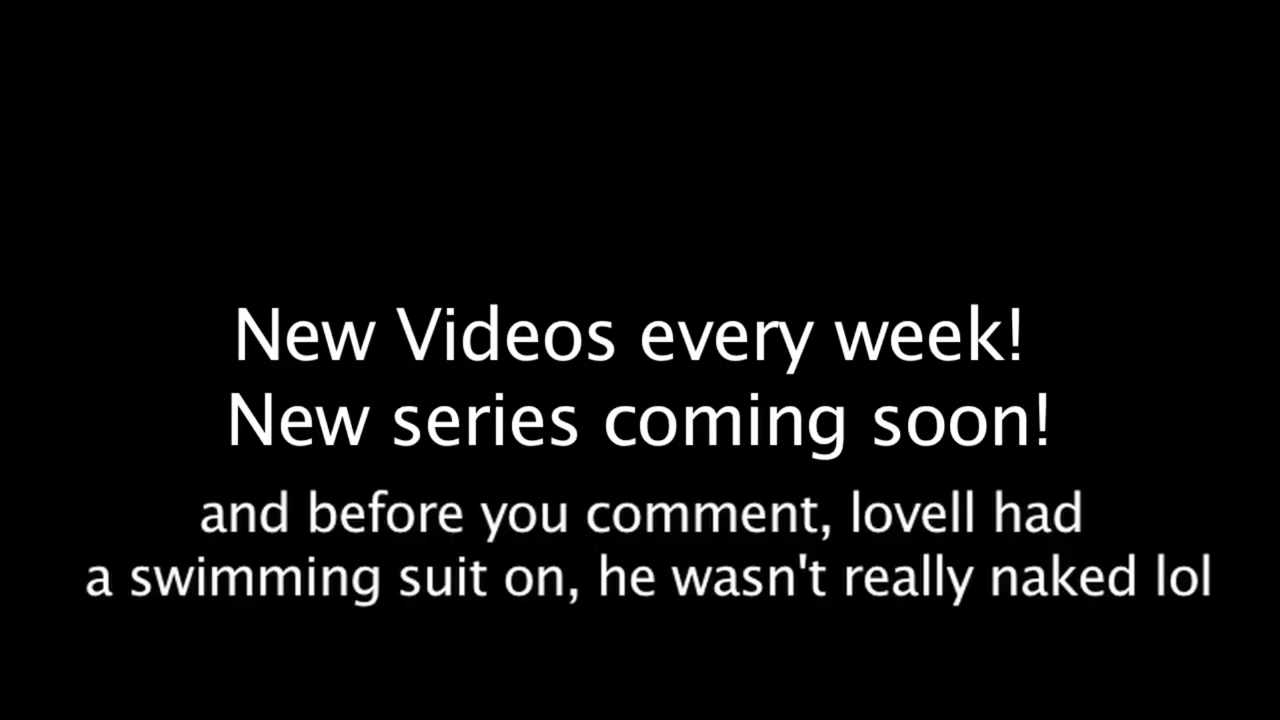 New Videos every week!
New series coming soon!
and before you comment, lovell had
a swimming suit on, he wasn't really naked lol